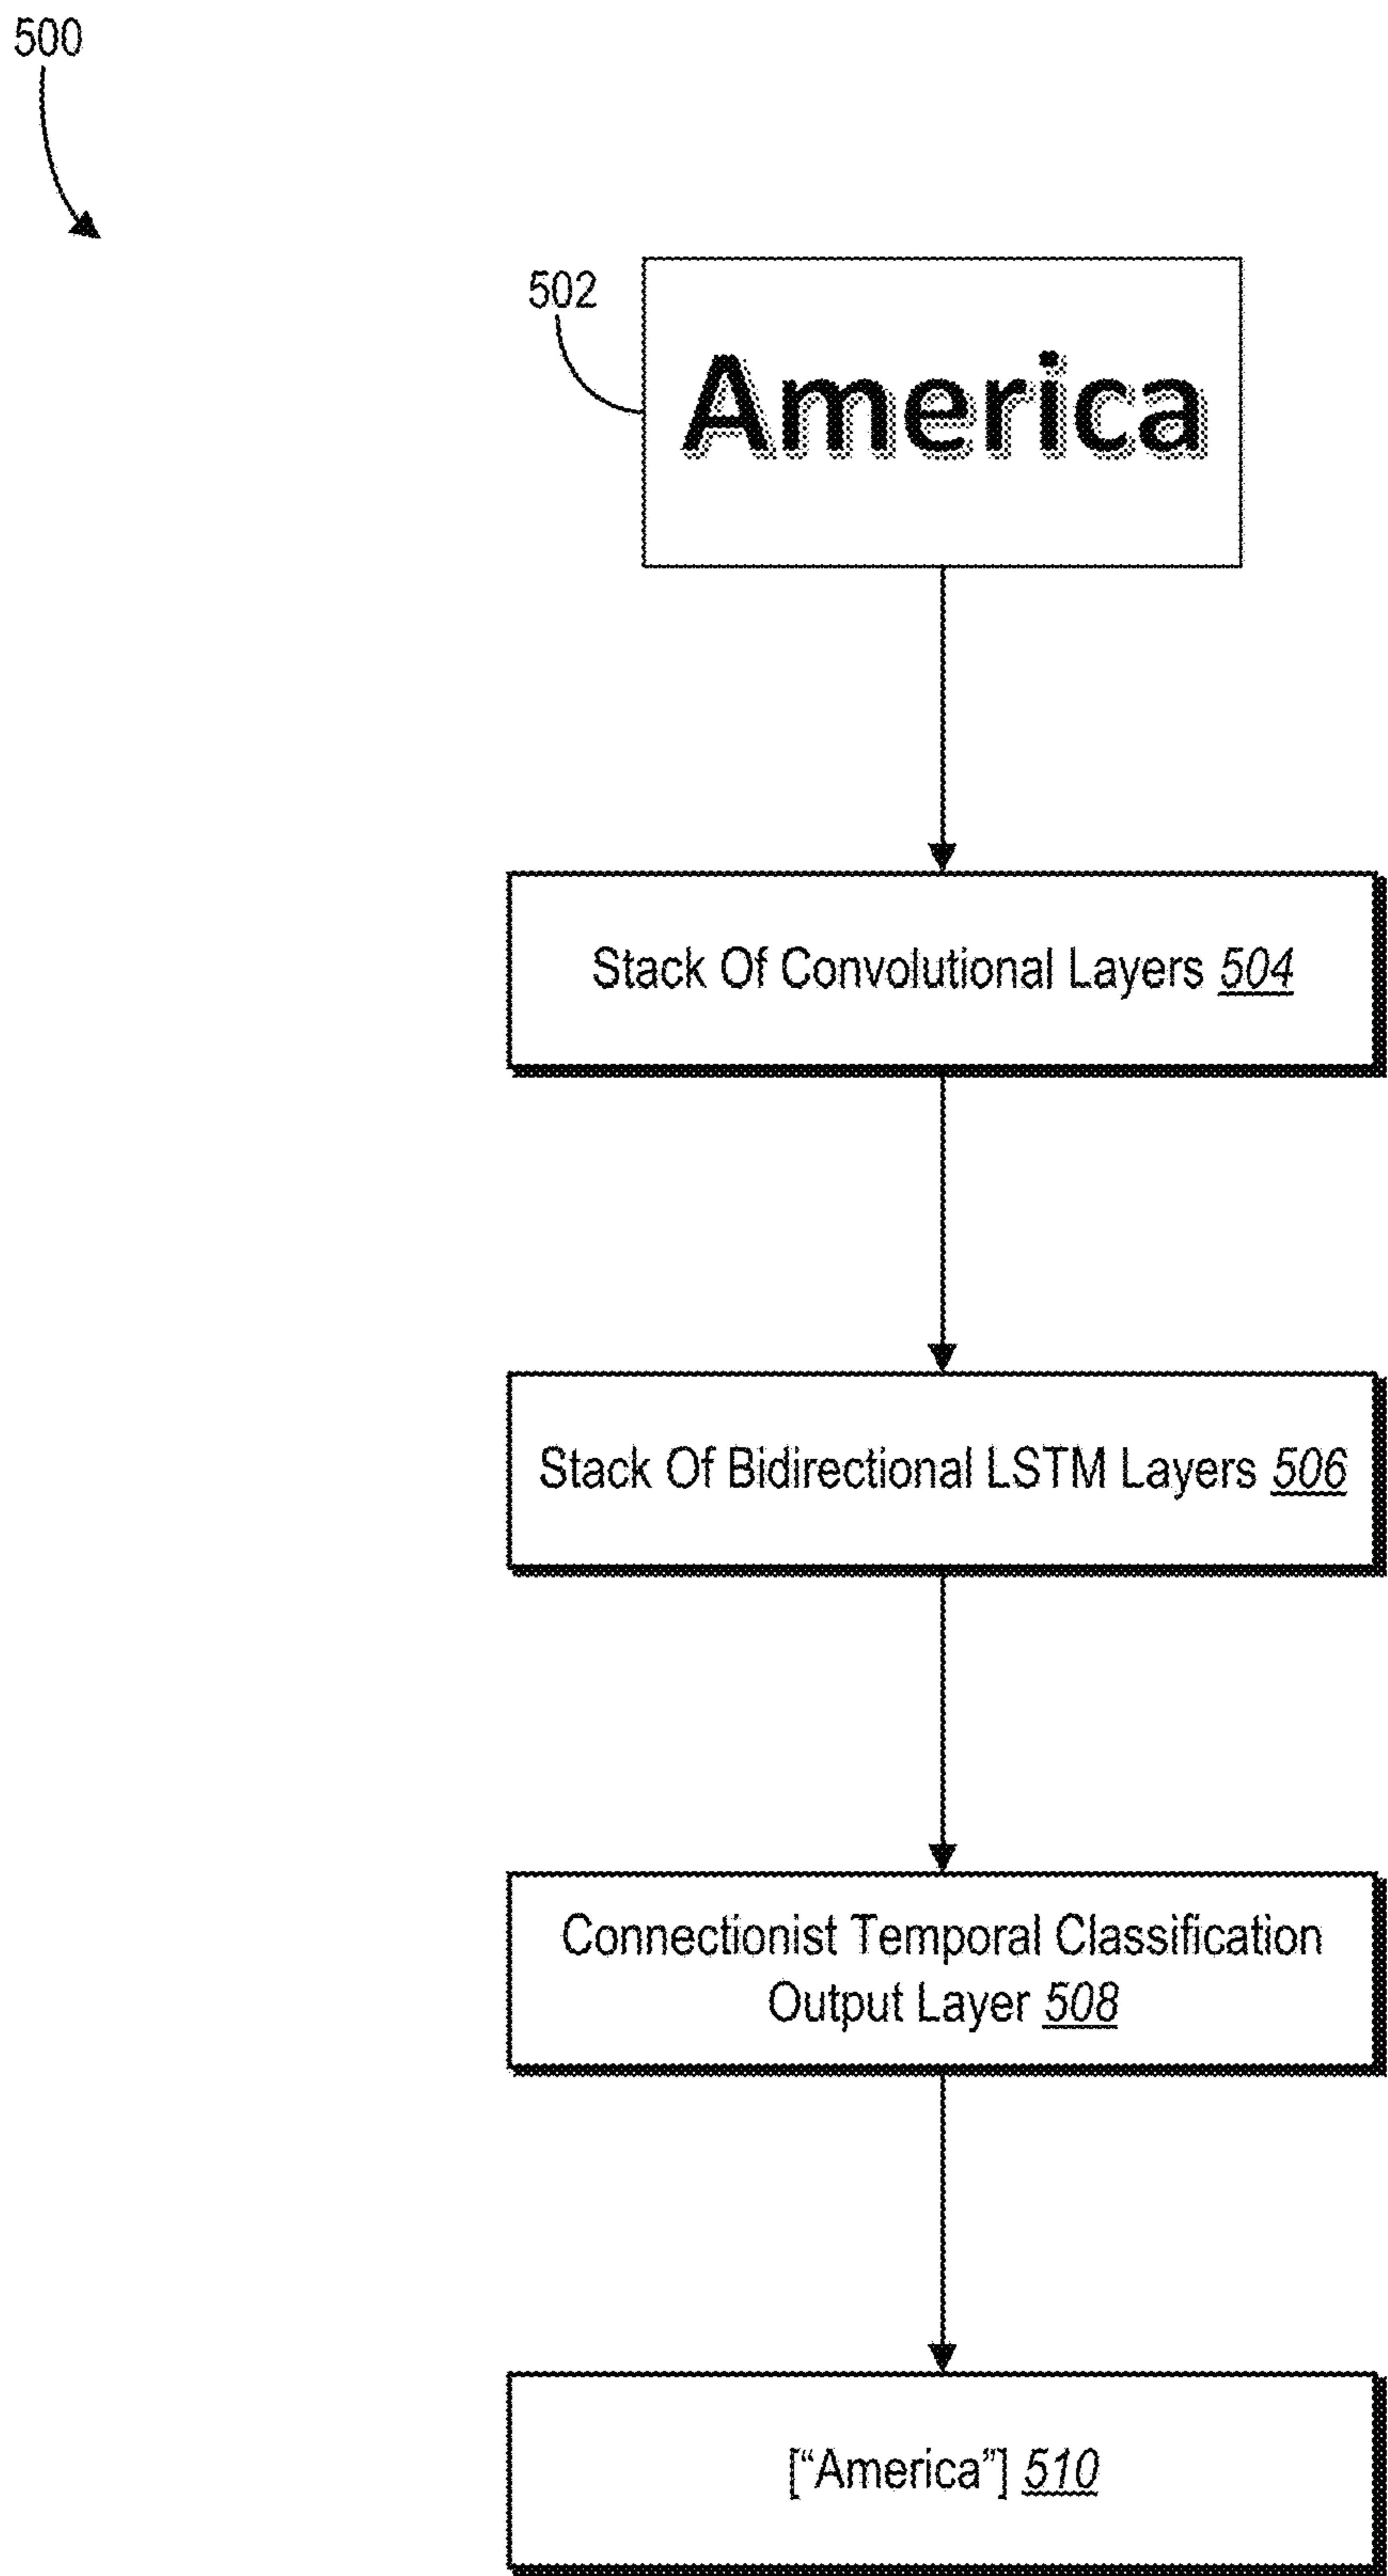 500
502
America
Stack Of Convolutional Layers 504
Stack Of Bidirectional LSTM Layers 506
Connectionist Temporal Classification
Output Layer 508
[“America”] 510